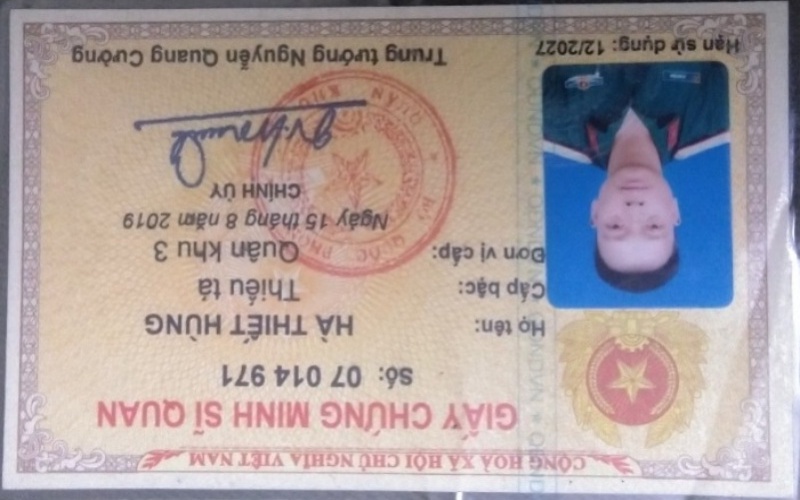 CỘNG HOÀ XÃ HỘI CHỦ NGHĨA VIỆT NAM
GIẤY CHỨNG MINH SĨ QUAN
Số: 07 014 971
Họ tên: HÀ THIẾT HÙNG
Cấp bậc: Thiếu tá
Đơn vị cấp: Quân khu 3
Ngày 15 tháng 8 năm 2019
CHÍNH ỦY
Trung tướng Nguyễn Quang Cường
Hạn sử dụng: 12/2027